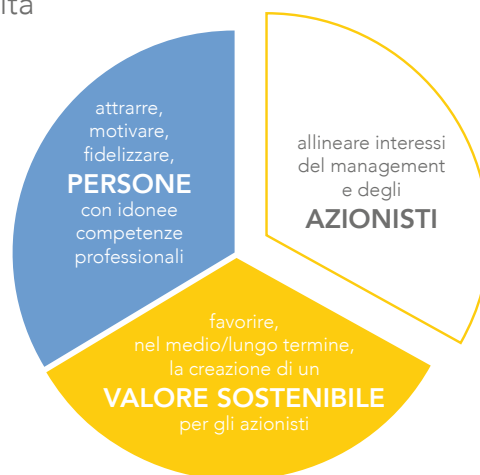 ità
attrarre,
motivare,
fidelizzare,
PERSONE
con idonee
competenze
professionali
allineare interessi
del management
e degli
AZIONISTI
favorire,
nel medio/lungo termine,
la creazione di un
VALORE SOSTENIBILE
per gli azionisti